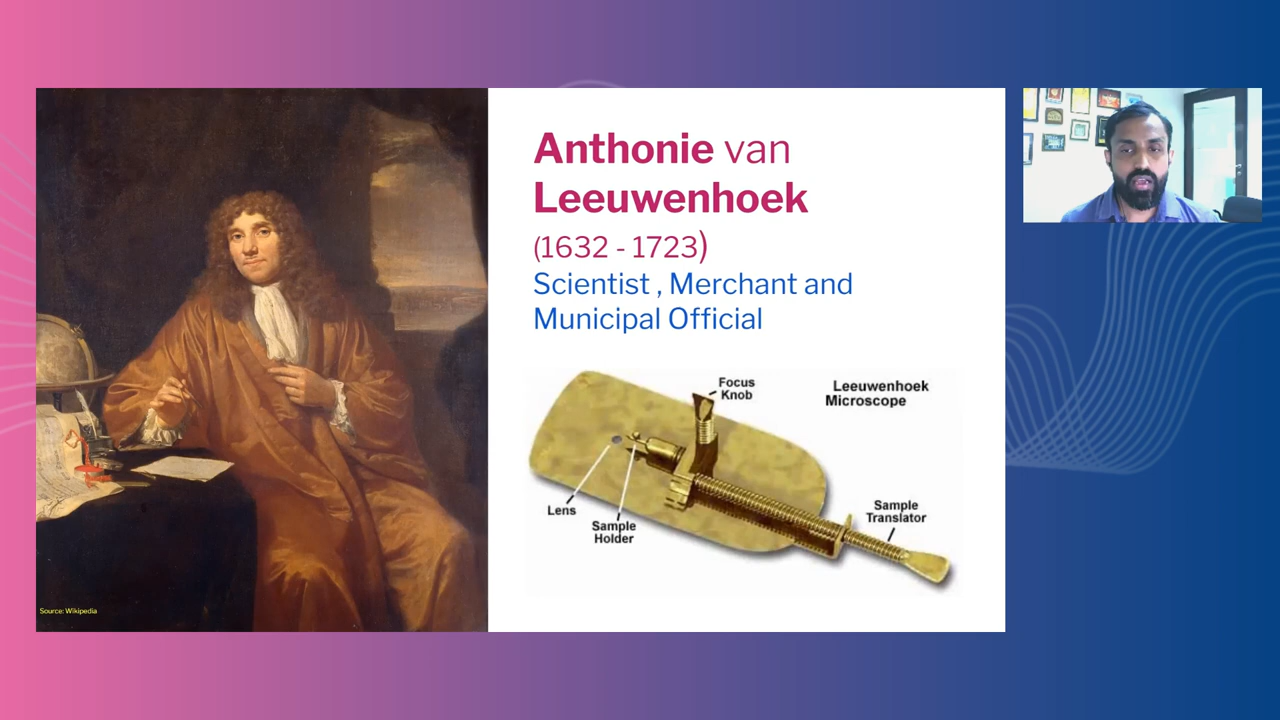 Anthonie van
Leeuwenhoek
(1632 - 1723)
Scientist , Merchant and
Municipal Official
Focus
Knob
Leeuwenhoek
Microscope
Lens
Sample
Holder
Sample
Translator
Source: Wikipedia